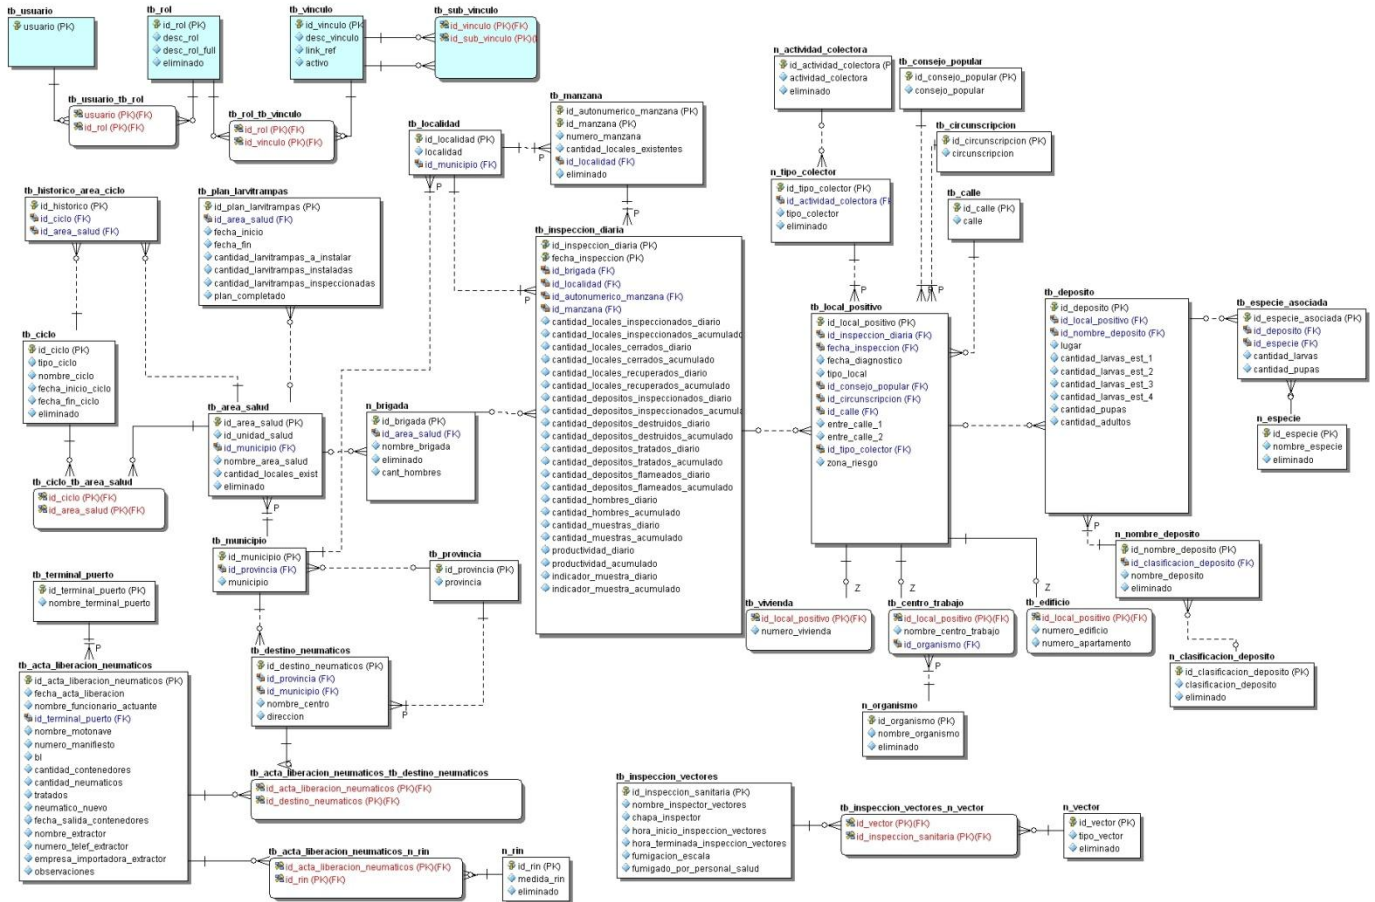 tb_usuario
usuario (PK)
tb_rol
id_rol (PK)
desc_rol
desc_rol_full
eliminado
tb_vinculo
id_vinculo (PK
desc_vinculo
link_ref
activo
tb_sub_vinculo
id_vinculo (PK)(FK)
id_sub_vinculo (PK)(
tb_usuario_tb_rol
usuario (PK)(FK)
id_rol (PK)(FK)
tb_rol_tb_vinculo
id_rol (PK)(FK)
id_vinculo (PK)(FK)
tb_localidad
id_localidad (PK)
localidad
id_municipio (FK)
tb_manzana
id_autonumerico_manzana (PK)
id_manzana (PK)
numero_manzana
cantidad_locales_existentes
id_localidad (FK)
eliminado
n_actividad_colectora
id_actividad_colectora (P
actividad_colectora
eliminado
tb_consejo_popular
id_consejo_popular (PK)
consejo_popular
tb_circunscripcion
id_circunscripcion (PK)
circunscripcion
n_tipo_colector
id_tipo_colector (PK)
id_actividad_colectora (F
tipo_colector
eliminado
tb_calle
id_calle (PK)
calle
tb_historico_area_ciclo
id_historico (PK)
id_ciclo (FK)
id_area_salud (FK)
tb_plan_larvitrampas
id_plan_larvitrampas (PK)
id_area_salud (FK)
fecha_inicio
fecha_fin
cantidad_larvitrampas_a_instalar
cantidad_larvitrampas_instaladas
cantidad_larvitrampas_inspeccionadas
plan_completado
tb_inspeccion_diaria
id_inspeccion_diaria (PK)
fecha_inspeccion (PK)
id_brigada (FK)
id_localidad (FK)
id_autonumerico_manzana (FK)
id_manzana (FK)
cantidad_locales_inspeccionados_diario
cantidad_locales_inspeccionados_acumulado
cantidad_locales_cerrados_diario
cantidad_locales_cerrados_acumulado
cantidad_locales_recuperados_diario
cantidad_locales_recuperados_acumulado
cantidad_depositos_inspeccionados_diario
cantidad_depositos_inspeccionados_acumula
cantidad_depositos_destruidos_diario
cantidad_depositos_destruidos_acumulado
cantidad_depositos_tratados_diario
cantidad_depositos_tratados_acumulado
cantidad_depositos_flameados_diario
cantidad_depositos_flameados_acumulado
cantidad_hombres_diario
cantidad_hombres_acumulado
cantidad_muestras_diario
cantidad_muestras_acumulado
productividad_diario
productividad_acumulado
indicador_muestra_diario
indicador_muestra_acumulado
tb_local_positivo
id_local_positivo (PK)
id_inspeccion_diaria (FK)
fecha_inspeccion (FK)
fecha_diagnostico
tipo_local
id_consejo_popular (FK)
id_circunscripcion (FK)
id_calle (FK)
entre_calle_1
entre_calle_2
id_tipo_colector (FK)
zona_riesgo
tb_deposito
id_deposito (PK)
id_local_positivo (FK)
id_nombre_deposito (FK)
lugar
cantidad_larvas_est_1
cantidad_larvas_est_2
cantidad_larvas_est_3
cantidad_larvas_est_4
cantidad_pupas
cantidad_adultos
tb_especie_asociada
id_especie_asociada (PK)
id_deposito (FK)
id_especie (FK)
cantidad_larvas
cantidad_pupas
n_especie
id_especie (PK)
nombre_especie
eliminado
tb_ciclo
id_ciclo (PK)
tipo_ciclo
nombre_ciclo
fecha_inicio_ciclo
fecha_fin_ciclo
eliminado
tb_area_salud
id_area_salud (PK)
id_unidad_salud
id_municipio (FK)
nombre_area_salud
cantidad_locales_exist
eliminado
n_brigada
id_brigada (PK)
id_area_salud (FK)
nombre_brigada
eliminado
cant_hombres
tb_ciclo_tb_area_salud
id_ciclo (PK)(FK)
id_area_salud (PK)(FK)
tb_municipio
id_municipio (PK)
id_provincia (FK)
municipio
tb_provincia
id_provincia (PK)
provincia
n_nombre_deposito
id_nombre_deposito (PK)
id_clasificacion_deposito (FK)
nombre_deposito
eliminado
tb_terminal_puerto
id_terminal_puerto (PK)
nombre_terminal_puerto
tb_vivienda
id_local_positivo (PK)(FK)
numero_vivienda
tb_centro_trabajo
id_local_positivo (PK)(FK)
nombre_centro_trabajo
id_organismo (FK)
tb_edificio
id_local_positivo (PK)(FK)
numero_edificio
numero_apartamento
n_clasificacion_deposito
id_clasificacion_deposito (PK)
clasificacion_deposito
eliminado
tb_destino_neumaticos
id_destino_neumaticos (PK)
id_provincia (FK)
id_municipio (FK)
nombre_centro
direccion
n_organismo
id_organismo (PK)
nombre_organismo
eliminado
tb_acta_liberacion_neumaticos
id_acta_liberacion_neumaticos (PK)
fecha_acta_liberacion
nombre_funcionario_actuante
id_terminal_puerto (FK)
nombre_motonave
numero_manifiesto
bl
cantidad_contenedores
cantidad_neumaticos
tratados
neumatico_nuevo
fecha_salida_contenedores
nombre_extractor
numero_telef_extractor
empresa_importadora_extractor
observaciones
tb_acta_liberacion_neumaticos_tb_destino_neumaticos
id_acta_liberacion_neumaticos (PK)(FK)
id_destino_neumaticos (PK)(FK)
tb_acta_liberacion_neumaticos_n_rin
id_acta_liberacion_neumaticos (PK)(FK)
id_rin (PK)(FK)
n_rin
id_rin (PK)
medida_rin
eliminado
tb_inspeccion_vectores
id_inspeccion_sanitaria (PK)
nombre_inspector_vectores
chapa_inspector
hora_inicio_inspeccion_vectores
hora_terminada_inspeccion_vectores
fumigacion_escala
fumigado_por_personal_salud
tb_inspeccion_vectores_n_vector
id_vector (PK)(FK)
id_inspeccion_sanitaria (PK)(FK)
n_vector
id_vector (PK)
tipo_vector
eliminado
P
P
P
P
P
P
P
P
P
P
P
P
Z
Z
Z